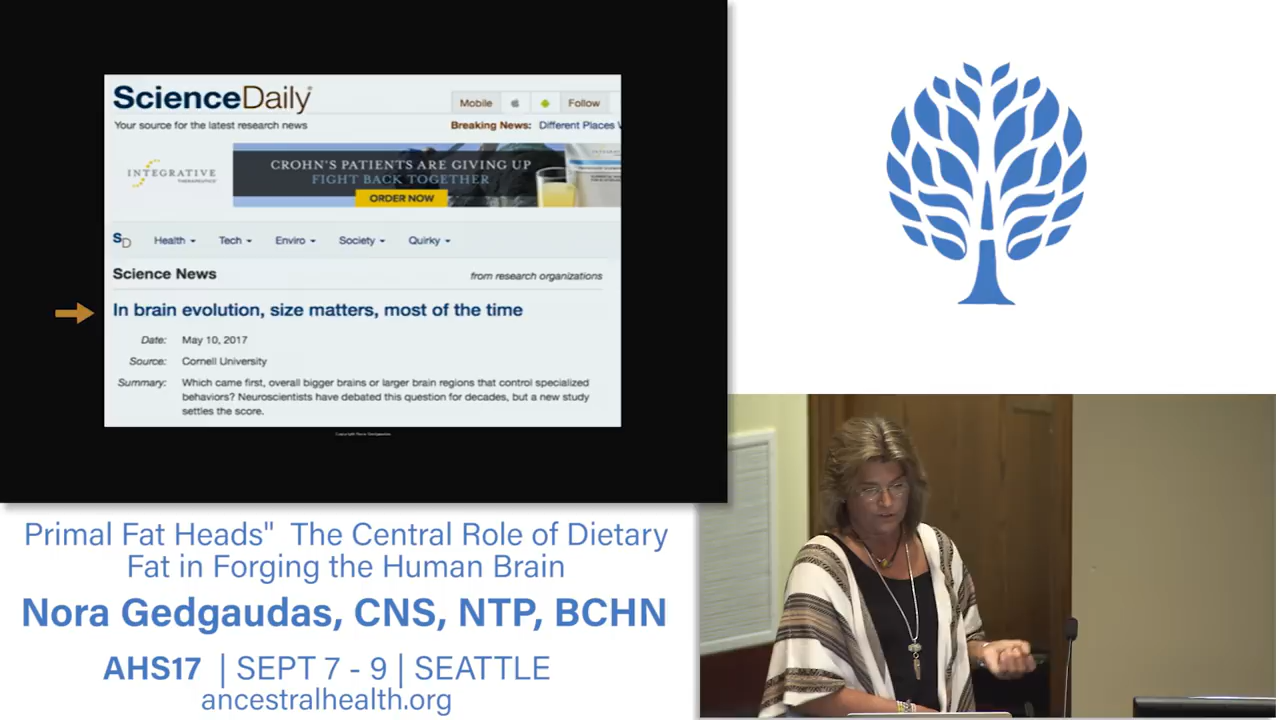 ScienceDaily
Your source for the latest research news
Mobile
Follow
Breaking News: Different Places
INTEGRATIVE
THERAPEUTICS
CROHN'S PATIENTS ARE GIVING UP
FIGHT BACK TOGETHER
ORDER NOW
SD
Health
Tech
Enviro
Society
Quirky
Science News
from research organizations
In brain evolution, size matters, most of the time
Date: May 10, 2017
Source: Cornell University
Summary: Which came first, overall bigger brains or larger brain regions that control specialized
behaviors? Neuroscientists have debated this question for decades, but a new study
settles the score.
Primal Fat Heads" The Central Role of Dietary
Fat in Forging the Human Brain
Nora Gedgaudas, CNS, NTP, BCHN
AHS17 | SEPT 7 - 9 | SEATTLE
ancestralhealth.org